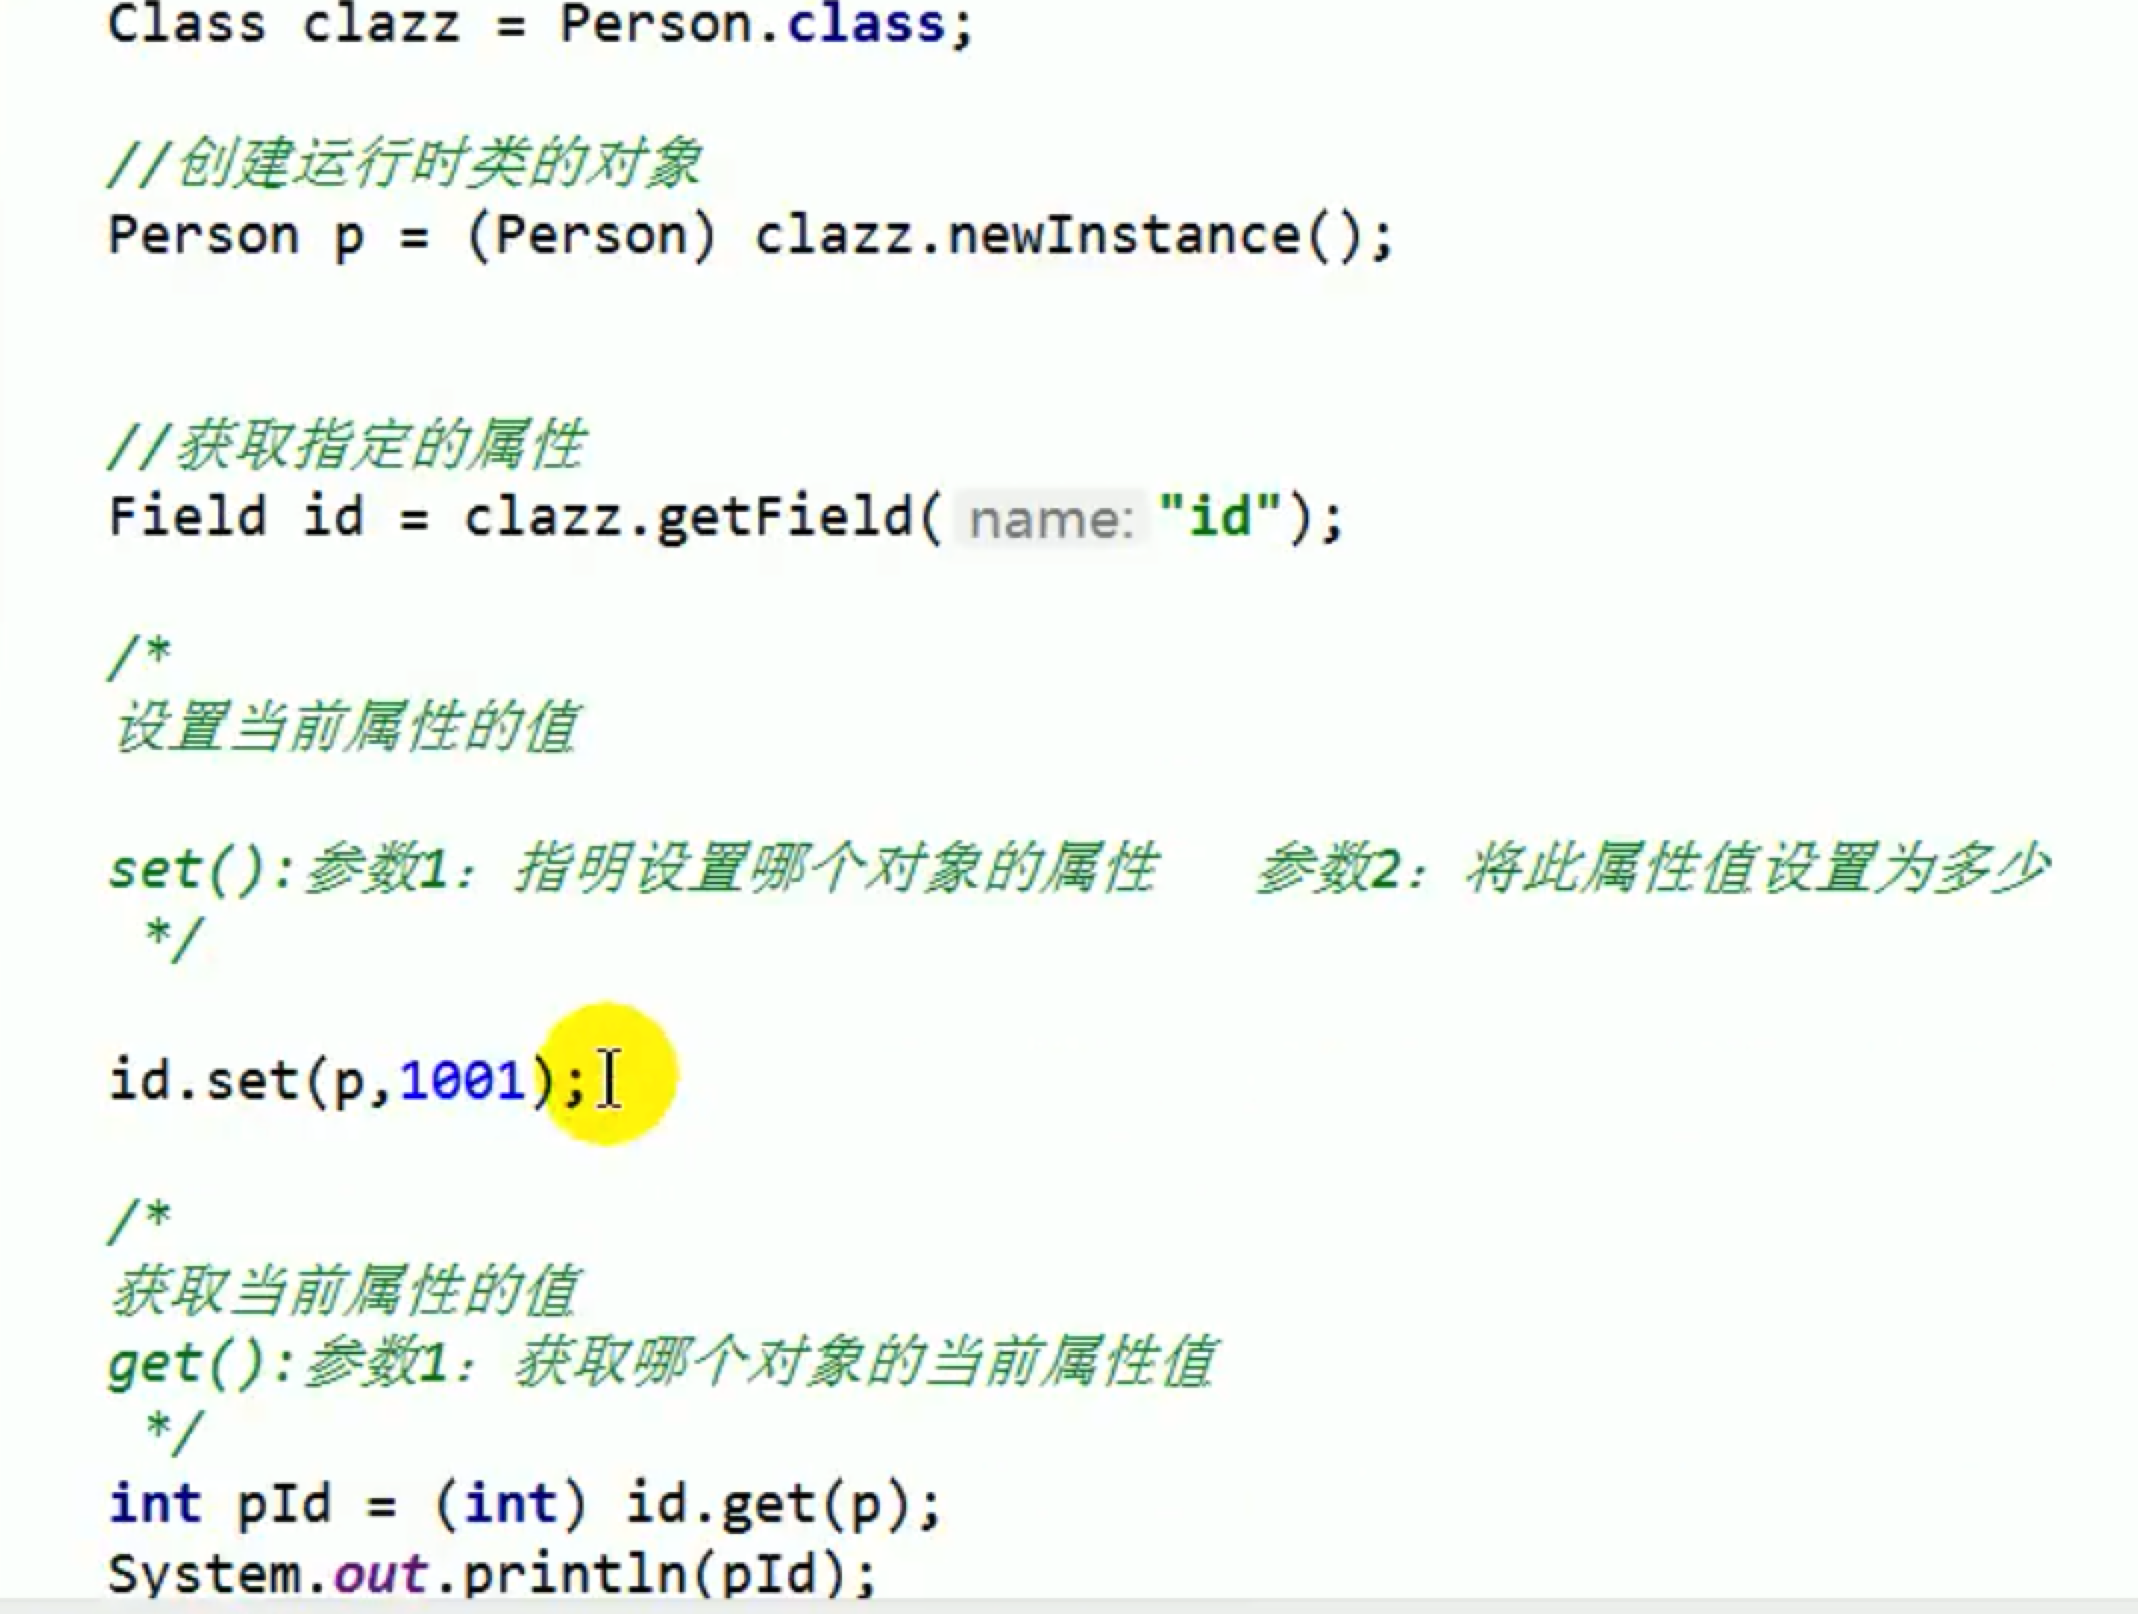 Class clazz = Person.class;
//创建运行时类的对象
Person p = (Person) clazz.newInstance();
//获取指定的属性
Field id = clazz.getField( name: "id");
/*
设置当前属性的值
set():参数1：指明设置哪个对象的属性   参数2：将此属性值设置为多少
*/
id.set(p,1001);
/*
获取当前属性的值
get():参数1：获取哪个对象的当前属性值
*/
int pId = (int) id.get(p);
System.out.println(pId);